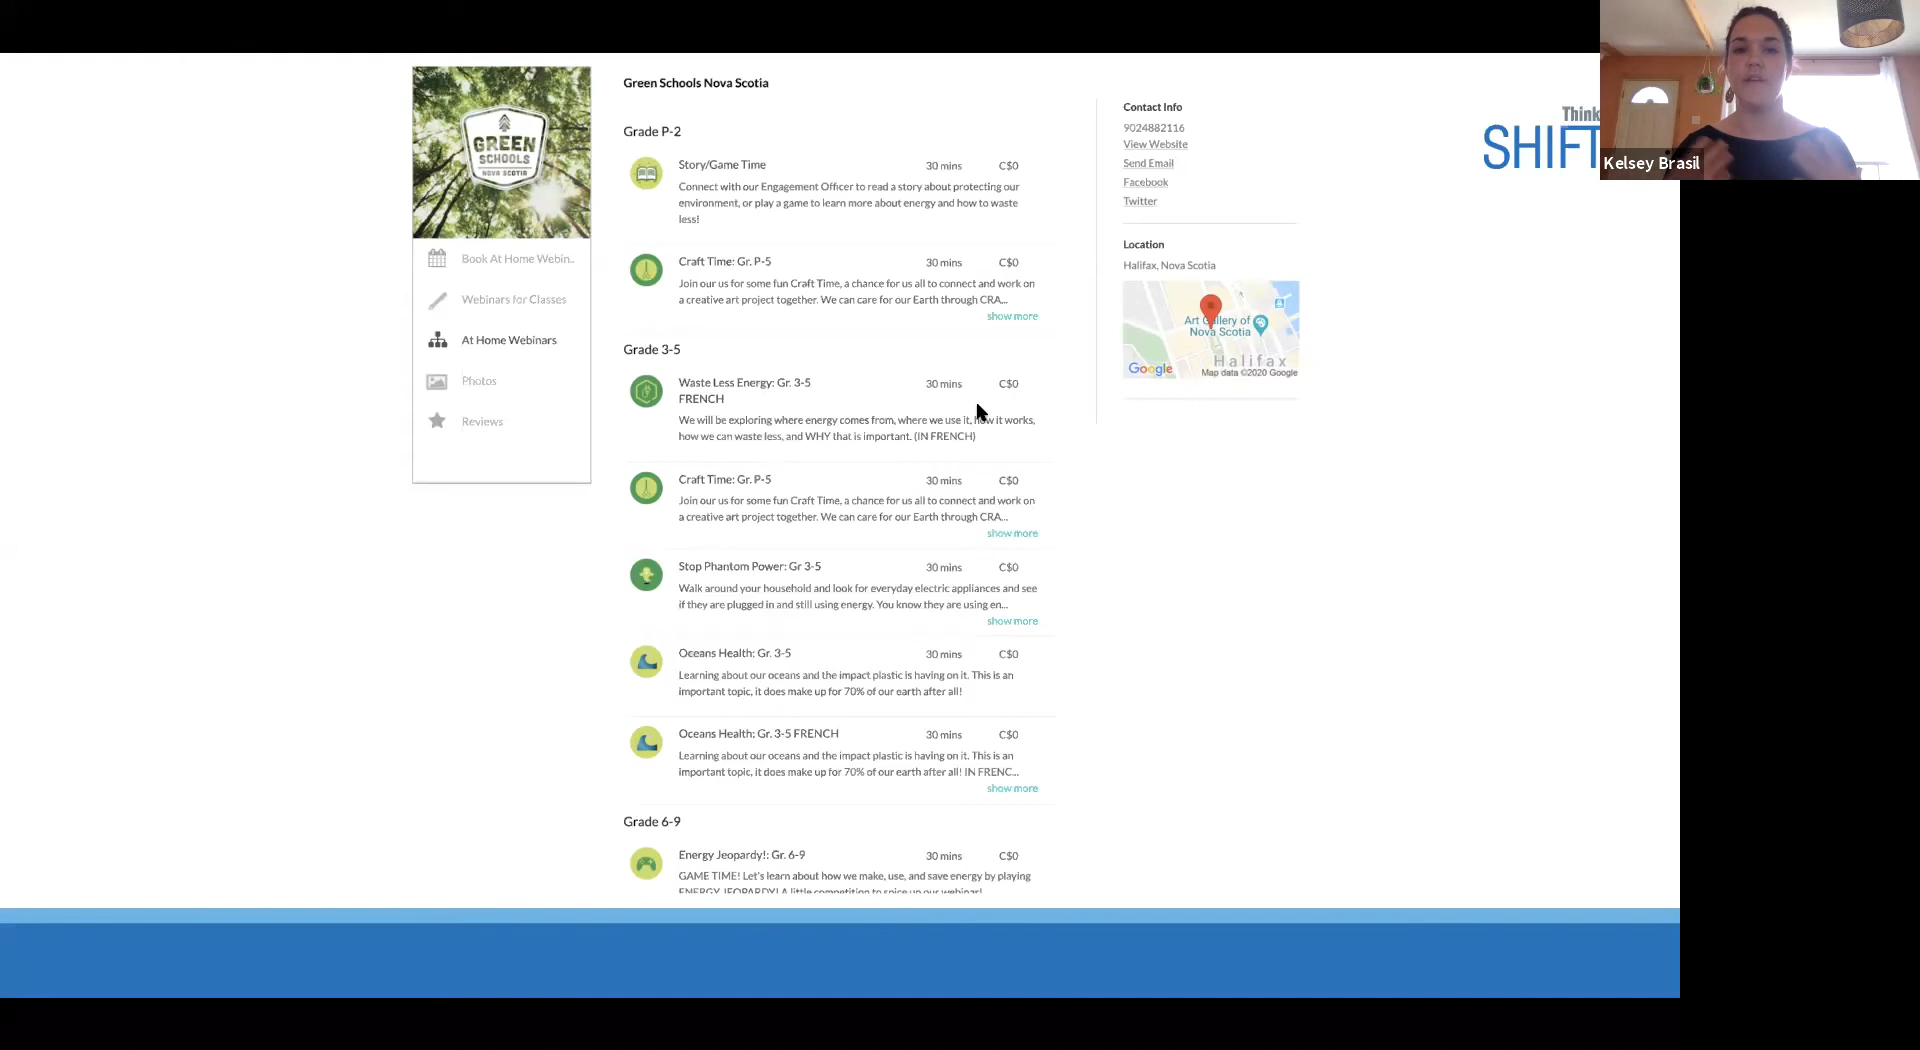 GREEN
SCHOOLS
NOVA SCOTIA
Book At Home Webin..
Webinars for Classes
At Home Webinars
Photos
Reviews
Green Schools Nova Scotia
Grade P-2
Story/Game Time 30 mins C$0
Connect with our Engagement Officer to read a story about protecting our
environment, or play a game to learn more about energy and how to waste
less!
Craft Time: Gr. P-5 30 mins C$0
Join our us for some fun Craft Time, a chance for us all to connect and work on
a creative art project together. We can care for our Earth through CRA...
show more
Grade 3-5
Waste Less Energy: Gr. 3-5 30 mins C$0
FRENCH
We will be exploring where energy comes from, where we use it, how it works,
how we can waste less, and WHY that is important. (IN FRENCH)
Craft Time: Gr. P-5 30 mins C$0
Join our us for some fun Craft Time, a chance for us all to connect and work on
a creative art project together. We can care for our Earth through CRA...
show more
Stop Phantom Power: Gr 3-5 30 mins C$0
Walk around your household and look for everyday electric appliances and see
if they are plugged in and still using energy. You know they are using en...
show more
Oceans Health: Gr. 3-5 30 mins C$0
Learning about our oceans and the impact plastic is having on it. This is an
important topic, it does make up for 70% of our earth after all!
Oceans Health: Gr. 3-5 FRENCH 30 mins C$0
Learning about our oceans and the impact plastic is having on it. This is an
important topic, it does make up for 70% of our earth after all! IN FRENC...
show more
Grade 6-9
Energy Jeopardy!: Gr. 6-9 30 mins C$0
GAME TIME! Let's learn about how we make, use, and save energy by playing
ENERGY JEOPARDY! A little competition to spice up our webinar!
Contact Info
9024882116
View Website
Send Email
Facebook
Twitter
Location
Halifax, Nova Scotia
Art Gallery of
Nova Scotia
Halifax
Google
Map data ©2020 Google
Think
SHIFT
Kelsey Brasil